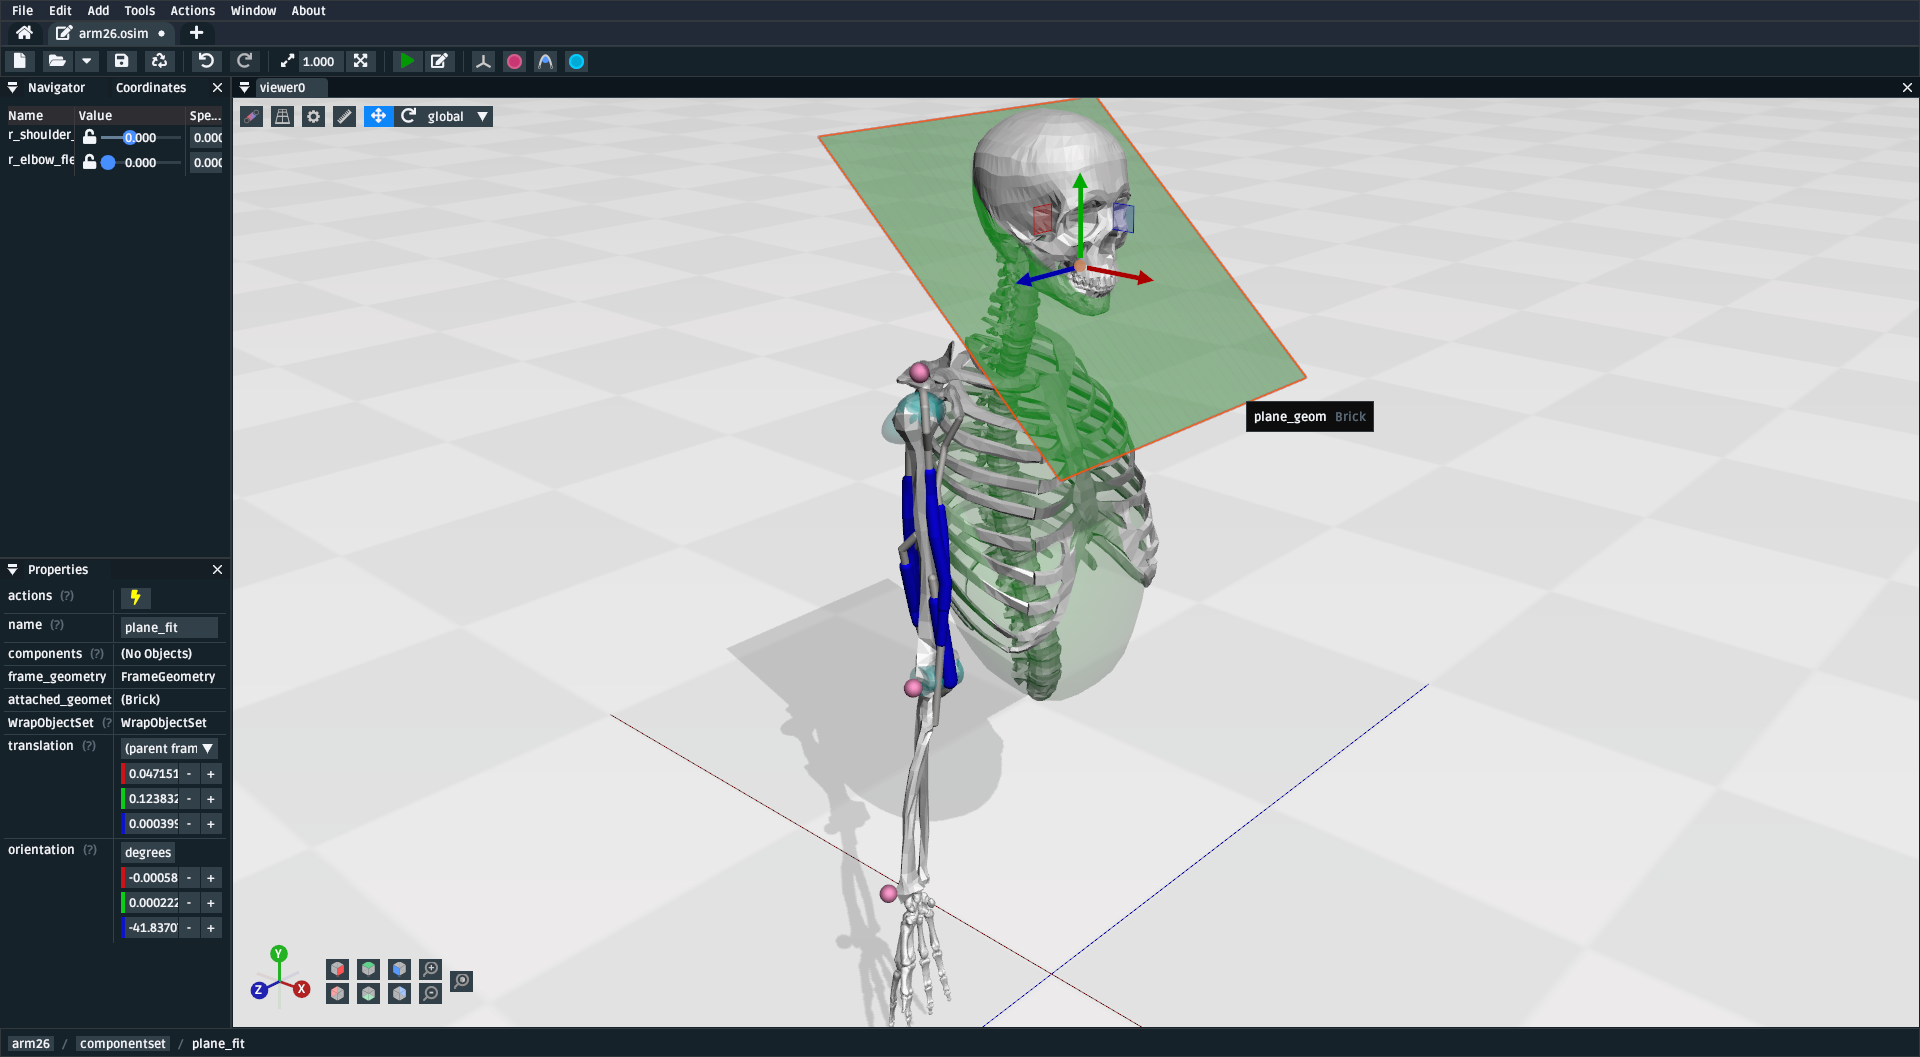 File Edit Add Tools Actions Window About
arm26.osim
1.000
Navigator Coordinates
Name Value Spe...
r_shoulder_ 0.000 0.000
r_elbow_fle 0.000 0.000
viewer0
global
plane_geom Brick
Properties
actions (?)
name (?) plane_fit
components (?) (No Objects)
frame_geometry FrameGeometry
attached_geomet (Brick)
WrapObjectSet (? WrapObjectSet
translation (?) (parent fram
0.047151 - +
0.123832 - +
0.000399 - +
orientation (?) degrees
-0.00058 - +
0.000222 - +
-41.8370 - +
Y
Z X
arm26 / componentset / plane_fit